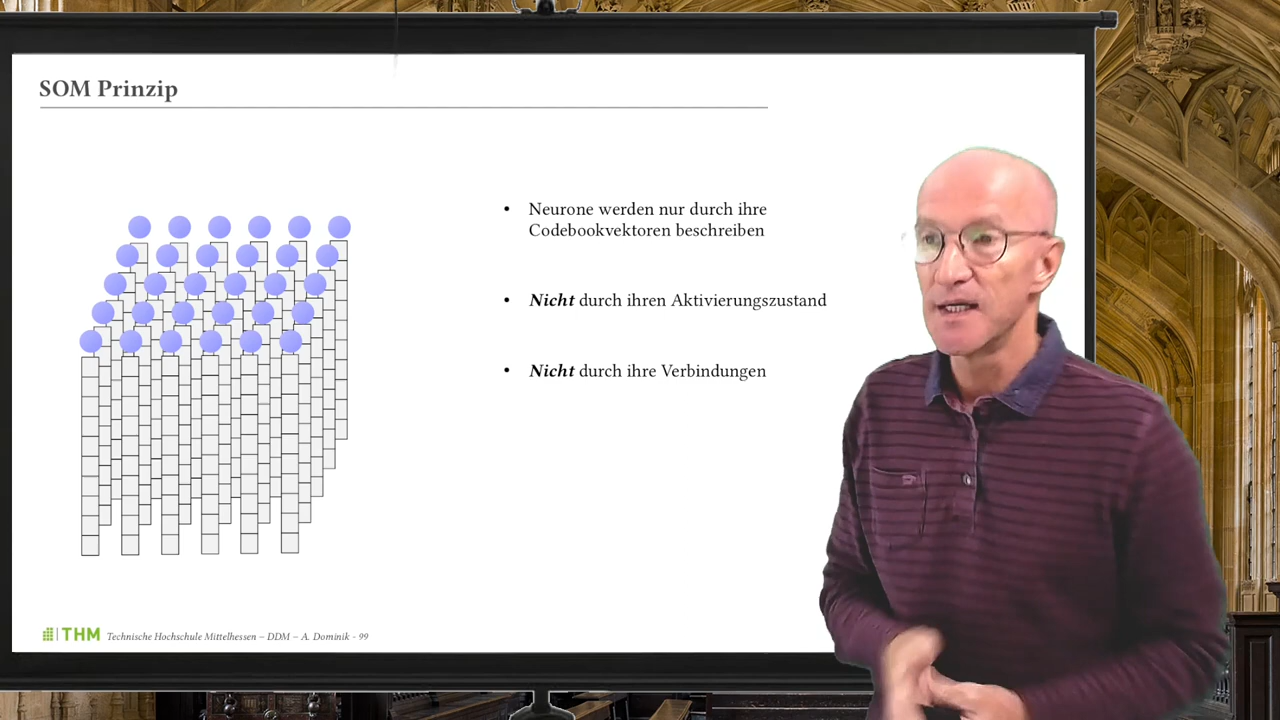 SOM Prinzip
• Neurone werden nur durch ihre
Codebookvektoren beschreiben
• Nicht durch ihren Aktivierungszustand
• Nicht durch ihre Verbindungen
THM Technische Hochschule Mittelhessen – DDM – A. Dominik - 99